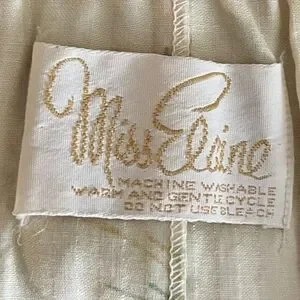 Miss Elaine
MACHINE WASHABLE
WARM AND GENTLE CYCLE
DO NOT USE BLEACH